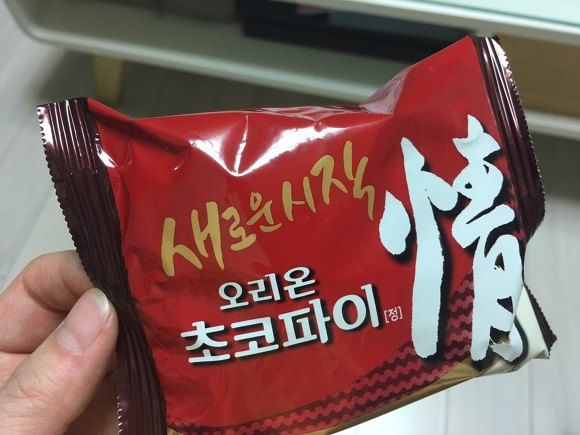 새로운 시작
情
오리온
초코파이 [정]